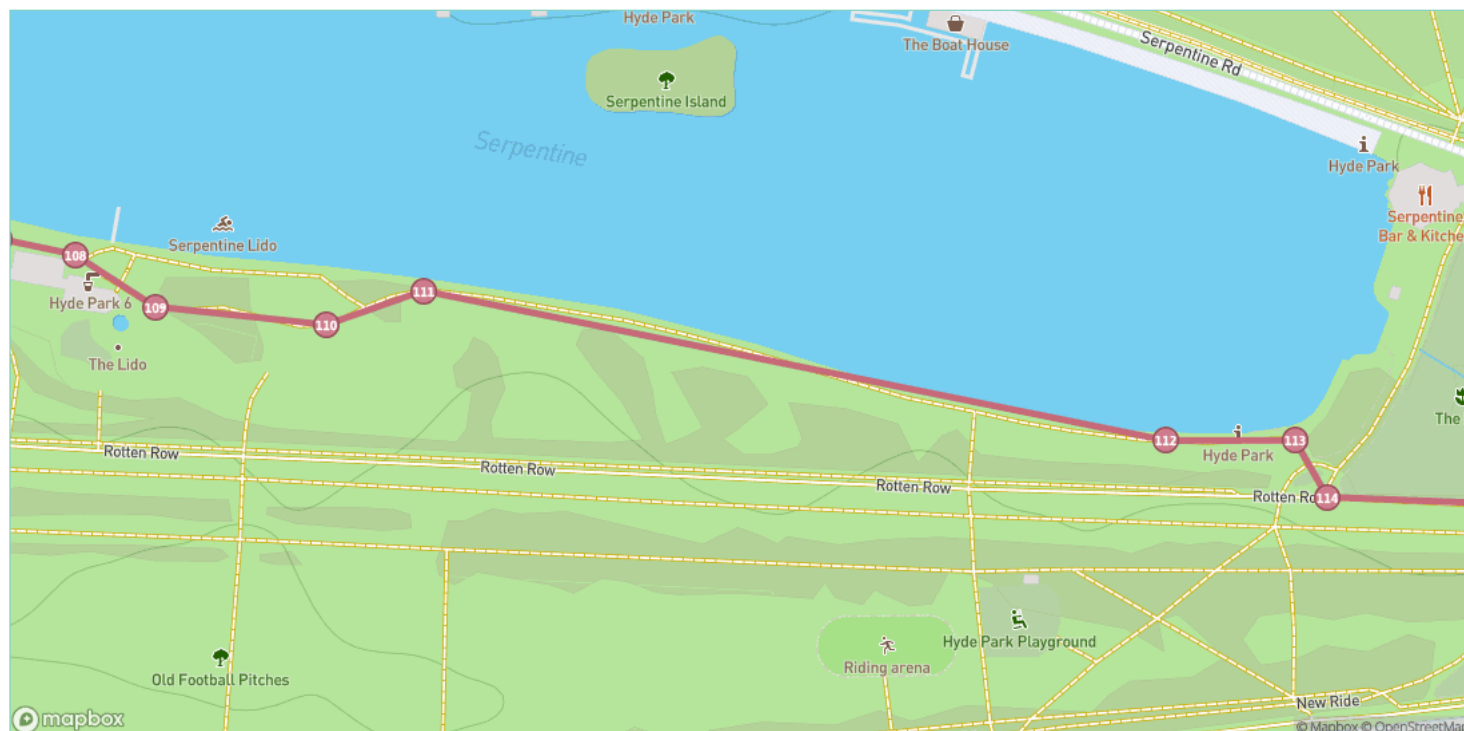 Hyde Park
The Boat House
Serpentine Rd
Serpentine Island
Serpentine
Hyde Park
Serpentine
Bar & Kitche
Serpentine Lido
108
Hyde Park 6
109
110
111
The Lido
The
112
113
Hyde Park
Rotten Row
Rotten Row
Rotten Row
Rotten Ro
114
Hyde Park Playground
Riding arena
Old Football Pitches
New Ride
mapbox
© Mapbox © OpenStreetMap